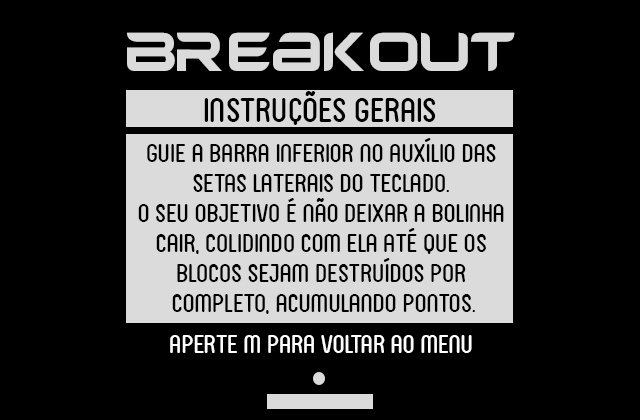 BREAKOUT
INSTRUÇÕES GERAIS
GUIE A BARRA INFERIOR NO AUXÍLIO DAS
SETAS LATERAIS DO TECLADO.
O SEU OBJETIVO É NÃO DEIXAR A BOLINHA
CAIR, COLIDINDO COM ELA ATÉ QUE OS
BLOCOS SEJAM DESTRUÍDOS POR
COMPLETO, ACUMULANDO PONTOS.
APERTE M PARA VOLTAR AO MENU